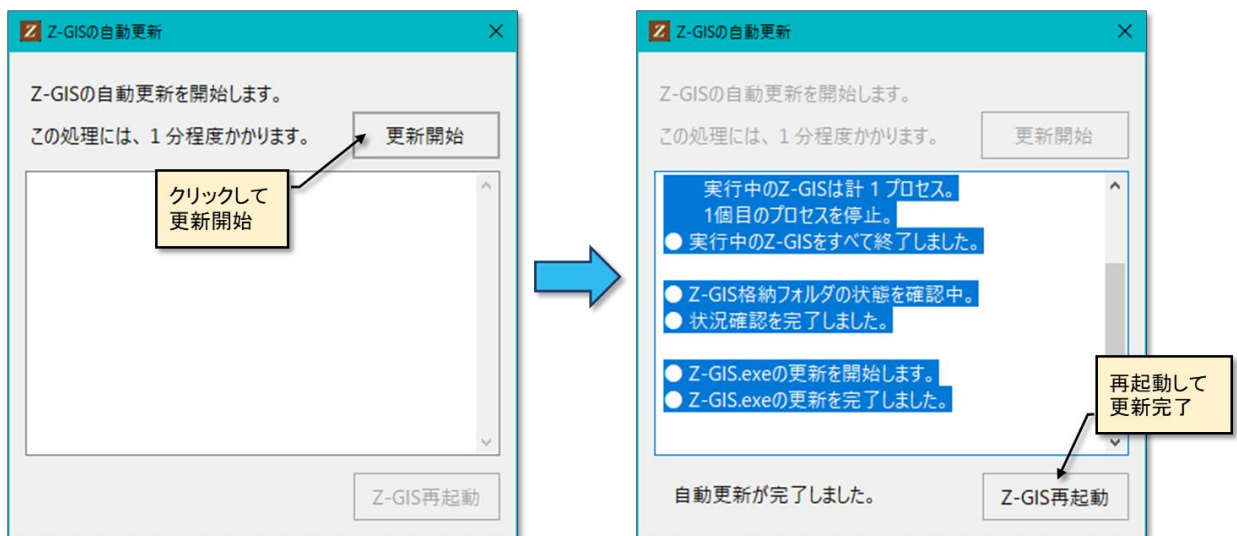 Z-GISの自動更新
Z-GISの自動更新を開始します。
この処理には、1 分程度かかります。
更新開始
クリックして
更新開始
Z-GIS再起動
Z-GISの自動更新
Z-GISの自動更新を開始します。
この処理には、1 分程度かかります。
更新開始
実行中のZ-GISは計 1 プロセス。
1個目のプロセスを停止。
● 実行中のZ-GISをすべて終了しました。
● Z-GIS格納フォルダの状態を確認中。
● 状況確認を完了しました。
● Z-GIS.exeの更新を開始します。
● Z-GIS.exeの更新を完了しました。
再起動して
更新完了
自動更新が完了しました。
Z-GIS再起動